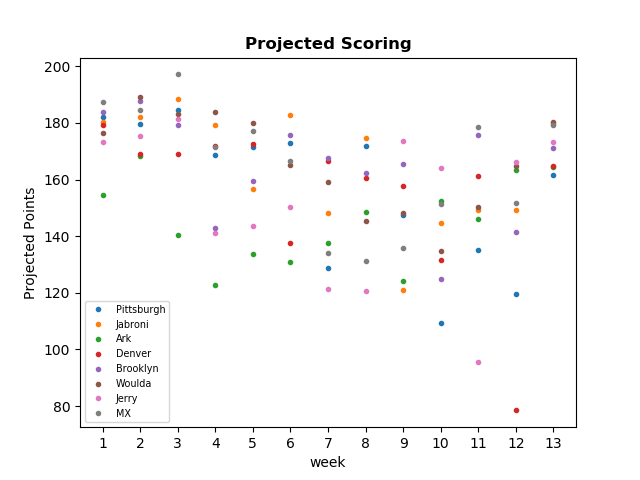 Projected Scoring
200
180
160
140
120
100
80
Projected Points
Pittsburgh
Jabroni
Ark
Denver
Brooklyn
Woulda
Jerry
MX
1 2 3 4 5 6 7 8 9 10 11 12 13
week